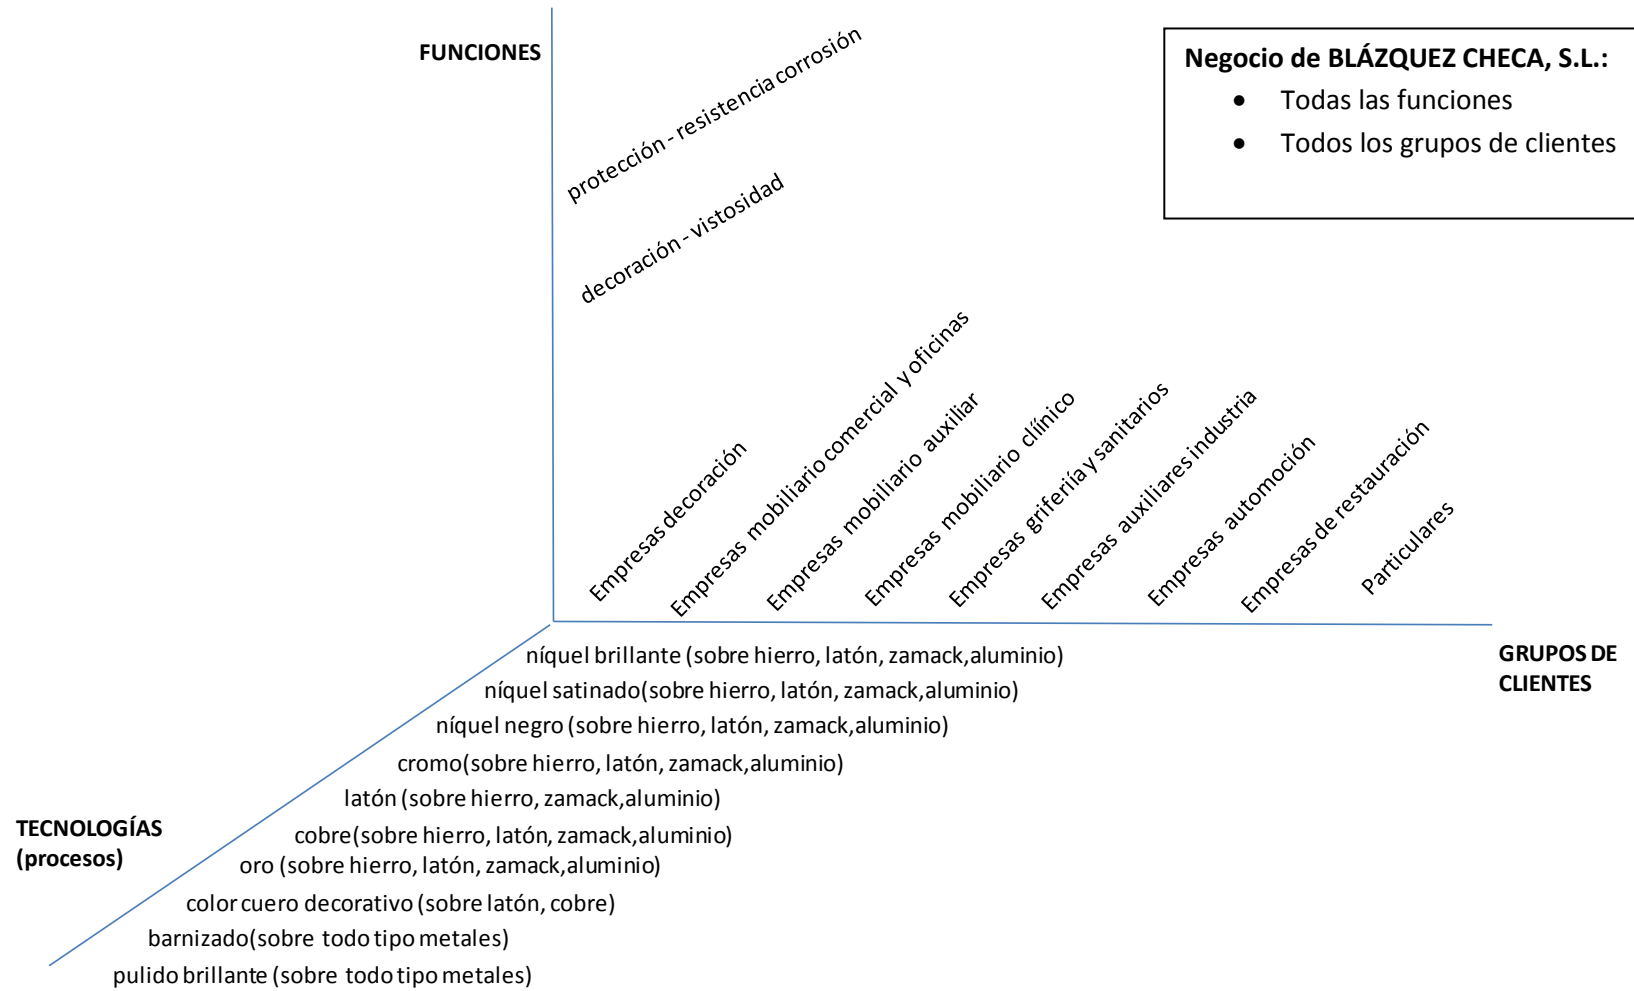 FUNCIONES
Negocio de BLÁZQUEZ CHECA, S.L.:
• Todas las funciones
• Todos los grupos de clientes
protección - resistencia corrosión
decoración - vistosidad
Empresas decoración
Empresas mobiliario comercial y oficinas
Empresas mobiliario auxiliar
Empresas mobiliario clíínico
Empresas griferiía y sanitarios
Empresas auxiliares industria
Empresas automoción
Empresas de restauración
Particulares
GRUPOS DE
CLIENTES
níquel brillante (sobre hierro, latón, zamack,aluminio)
níquel satinado(sobre hierro, latón, zamack,aluminio)
níquel negro (sobre hierro, latón, zamack,aluminio)
cromo(sobre hierro, latón, zamack,aluminio)
latón (sobre hierro, zamack,aluminio)
cobre(sobre hierro, latón, zamack,aluminio)
oro (sobre hierro, latón, zamack,aluminio)
color cuero decorativo (sobre latón, cobre)
barnizado(sobre todo tipo metales)
pulido brillante (sobre todo tipo metales)
TECNOLOGÍAS
(procesos)